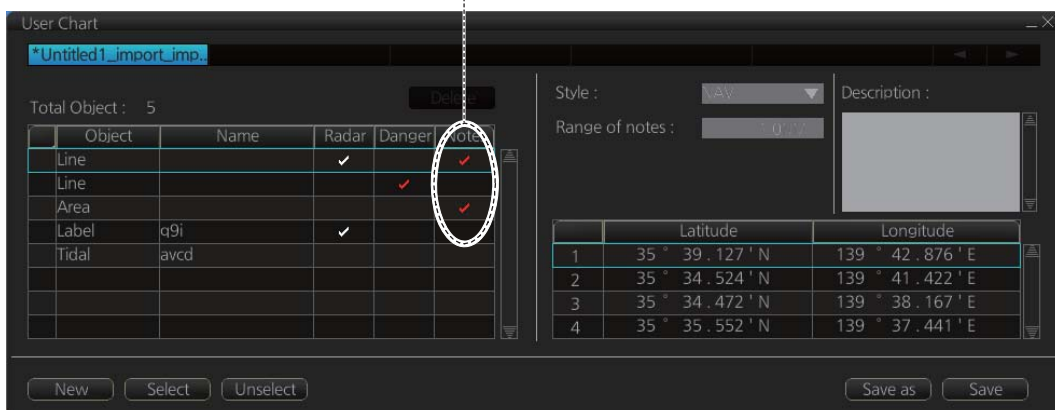 User Chart
*Untitled1_import_imp..
Total Object : 5
Delete
Object Name Radar Danger Note
Line
Line
Area
Label q9i
Tidal avcd
Style : NAV
Range of notes :
Description :
Latitude Longitude
1 35 ° 39 . 127 ' N 139 ° 42 . 876 ' E
2 35 ° 34 . 524 ' N 139 ° 41 . 422 ' E
3 35 ° 34 . 472 ' N 139 ° 38 . 167 ' E
4 35 ° 35 . 552 ' N 139 ° 37 . 441 ' E
New Select Unselect Save as Save